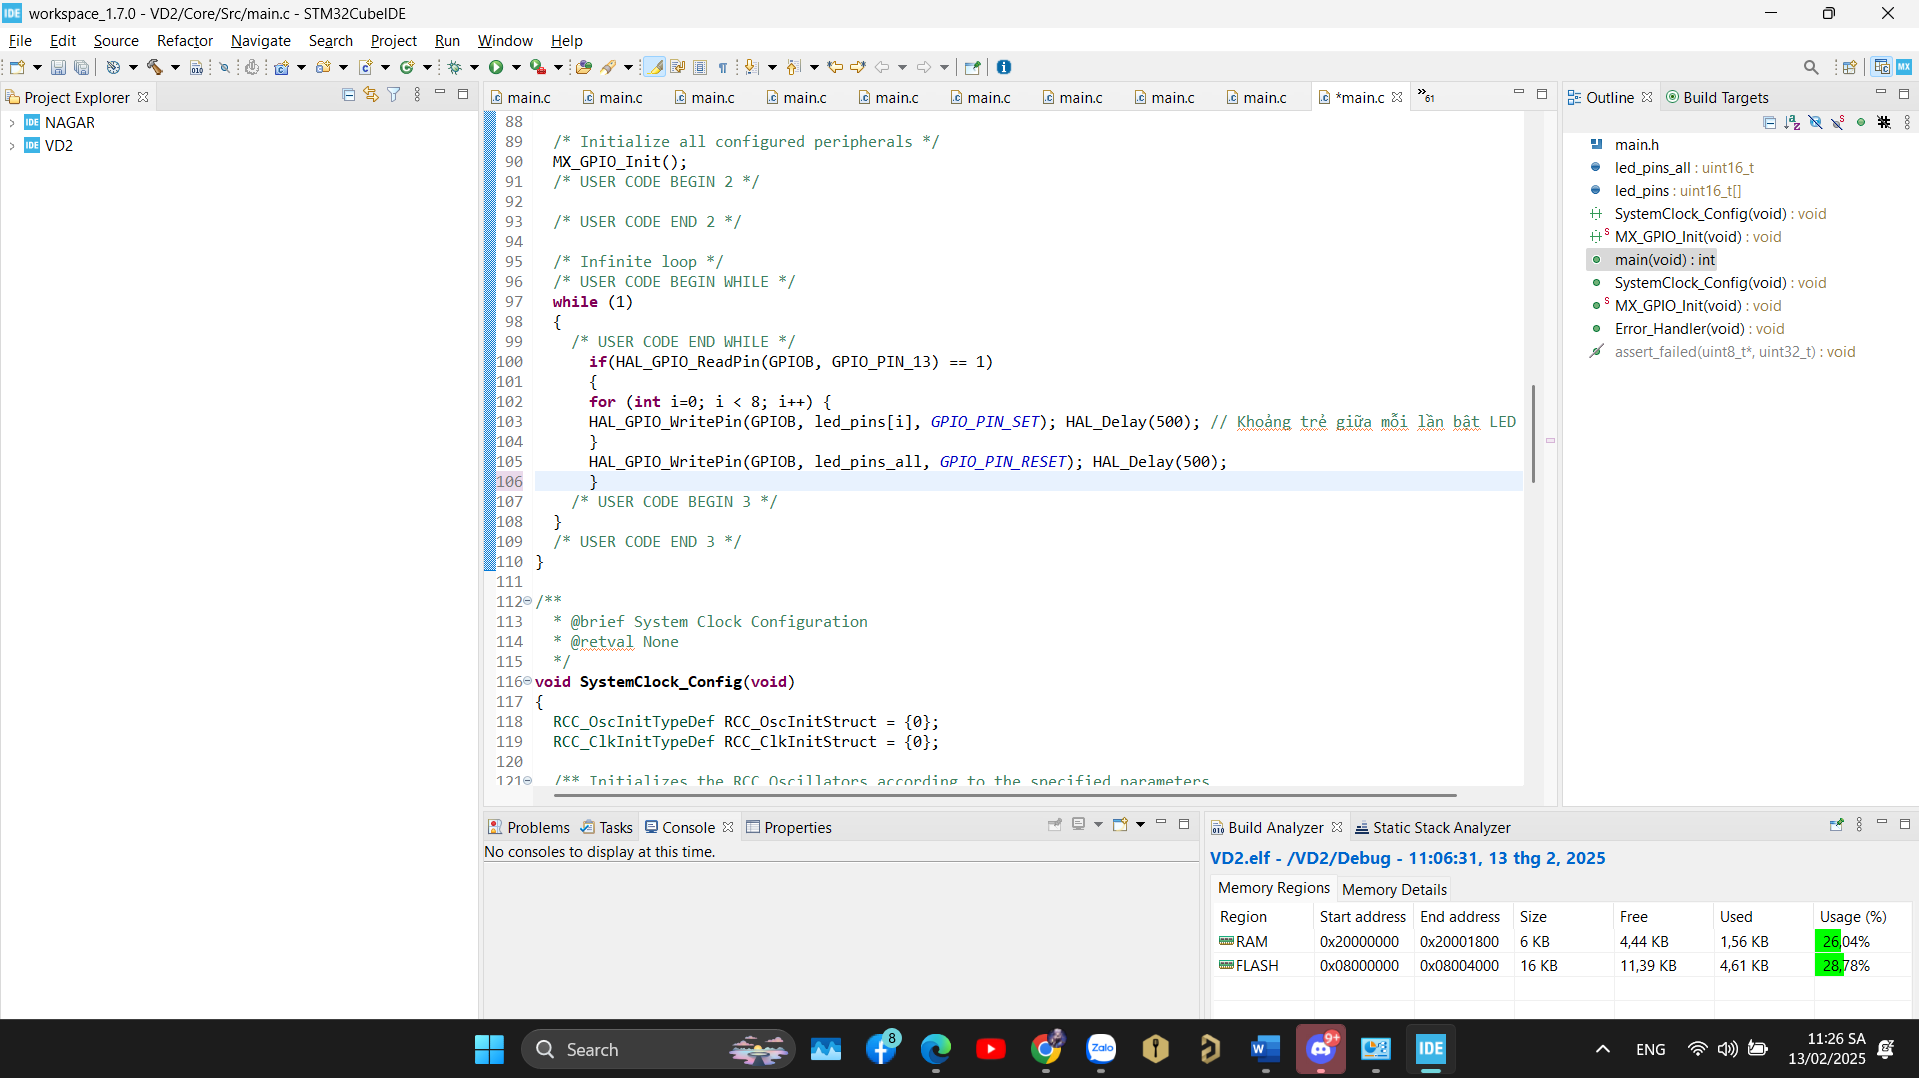 workspace_1.7.0 - VD2/Core/Src/main.c - STM32CubeIDE
File Edit Source Refactor Navigate Search Project Run Window Help
Project Explorer
NAGAR
VD2
main.c main.c main.c main.c main.c main.c main.c main.c main.c *main.c »61
88
89 /* Initialize all configured peripherals */
90 MX_GPIO_Init();
91 /* USER CODE BEGIN 2 */
92
93 /* USER CODE END 2 */
94
95 /* Infinite loop */
96 /* USER CODE BEGIN WHILE */
97 while (1)
98 {
99 /* USER CODE END WHILE */
100 if(HAL_GPIO_ReadPin(GPIOB, GPIO_PIN_13) == 1)
101 {
102 for (int i=0; i < 8; i++) {
103 HAL_GPIO_WritePin(GPIOB, led_pins[i], GPIO_PIN_SET); HAL_Delay(500); // Khoảng trẻ giữa mỗi lần bật LED
104 }
105 HAL_GPIO_WritePin(GPIOB, led_pins_all, GPIO_PIN_RESET); HAL_Delay(500);
106 }
107 /* USER CODE BEGIN 3 */
108 }
109 /* USER CODE END 3 */
110 }
111
112 /**
113 * @brief System Clock Configuration
114 * @retval None
115 */
116 void SystemClock_Config(void)
117 {
118 RCC_OscInitTypeDef RCC_OscInitStruct = {0};
119 RCC_ClkInitTypeDef RCC_ClkInitStruct = {0};
120
121 /** Initializes the RCC Oscillators according to the specified parameters
Outline Build Targets
main.h
led_pins_all : uint16_t
led_pins : uint16_t[]
SystemClock_Config(void) : void
MX_GPIO_Init(void) : void
main(void) : int
SystemClock_Config(void) : void
MX_GPIO_Init(void) : void
Error_Handler(void) : void
assert_failed(uint8_t*, uint32_t) : void
Problems Tasks Console Properties
No consoles to display at this time.
Build Analyzer Static Stack Analyzer
VD2.elf - /VD2/Debug - 11:06:31, 13 thg 2, 2025
Memory Regions Memory Details
Region Start address End address Size Free Used Usage (%)
RAM 0x20000000 0x20001800 6 KB 4,44 KB 1,56 KB 26,04%
FLASH 0x08000000 0x08004000 16 KB 11,39 KB 4,61 KB 28,78%
Search
8
Zalo
W
9+
IDE
ENG
11:26 SA
13/02/2025